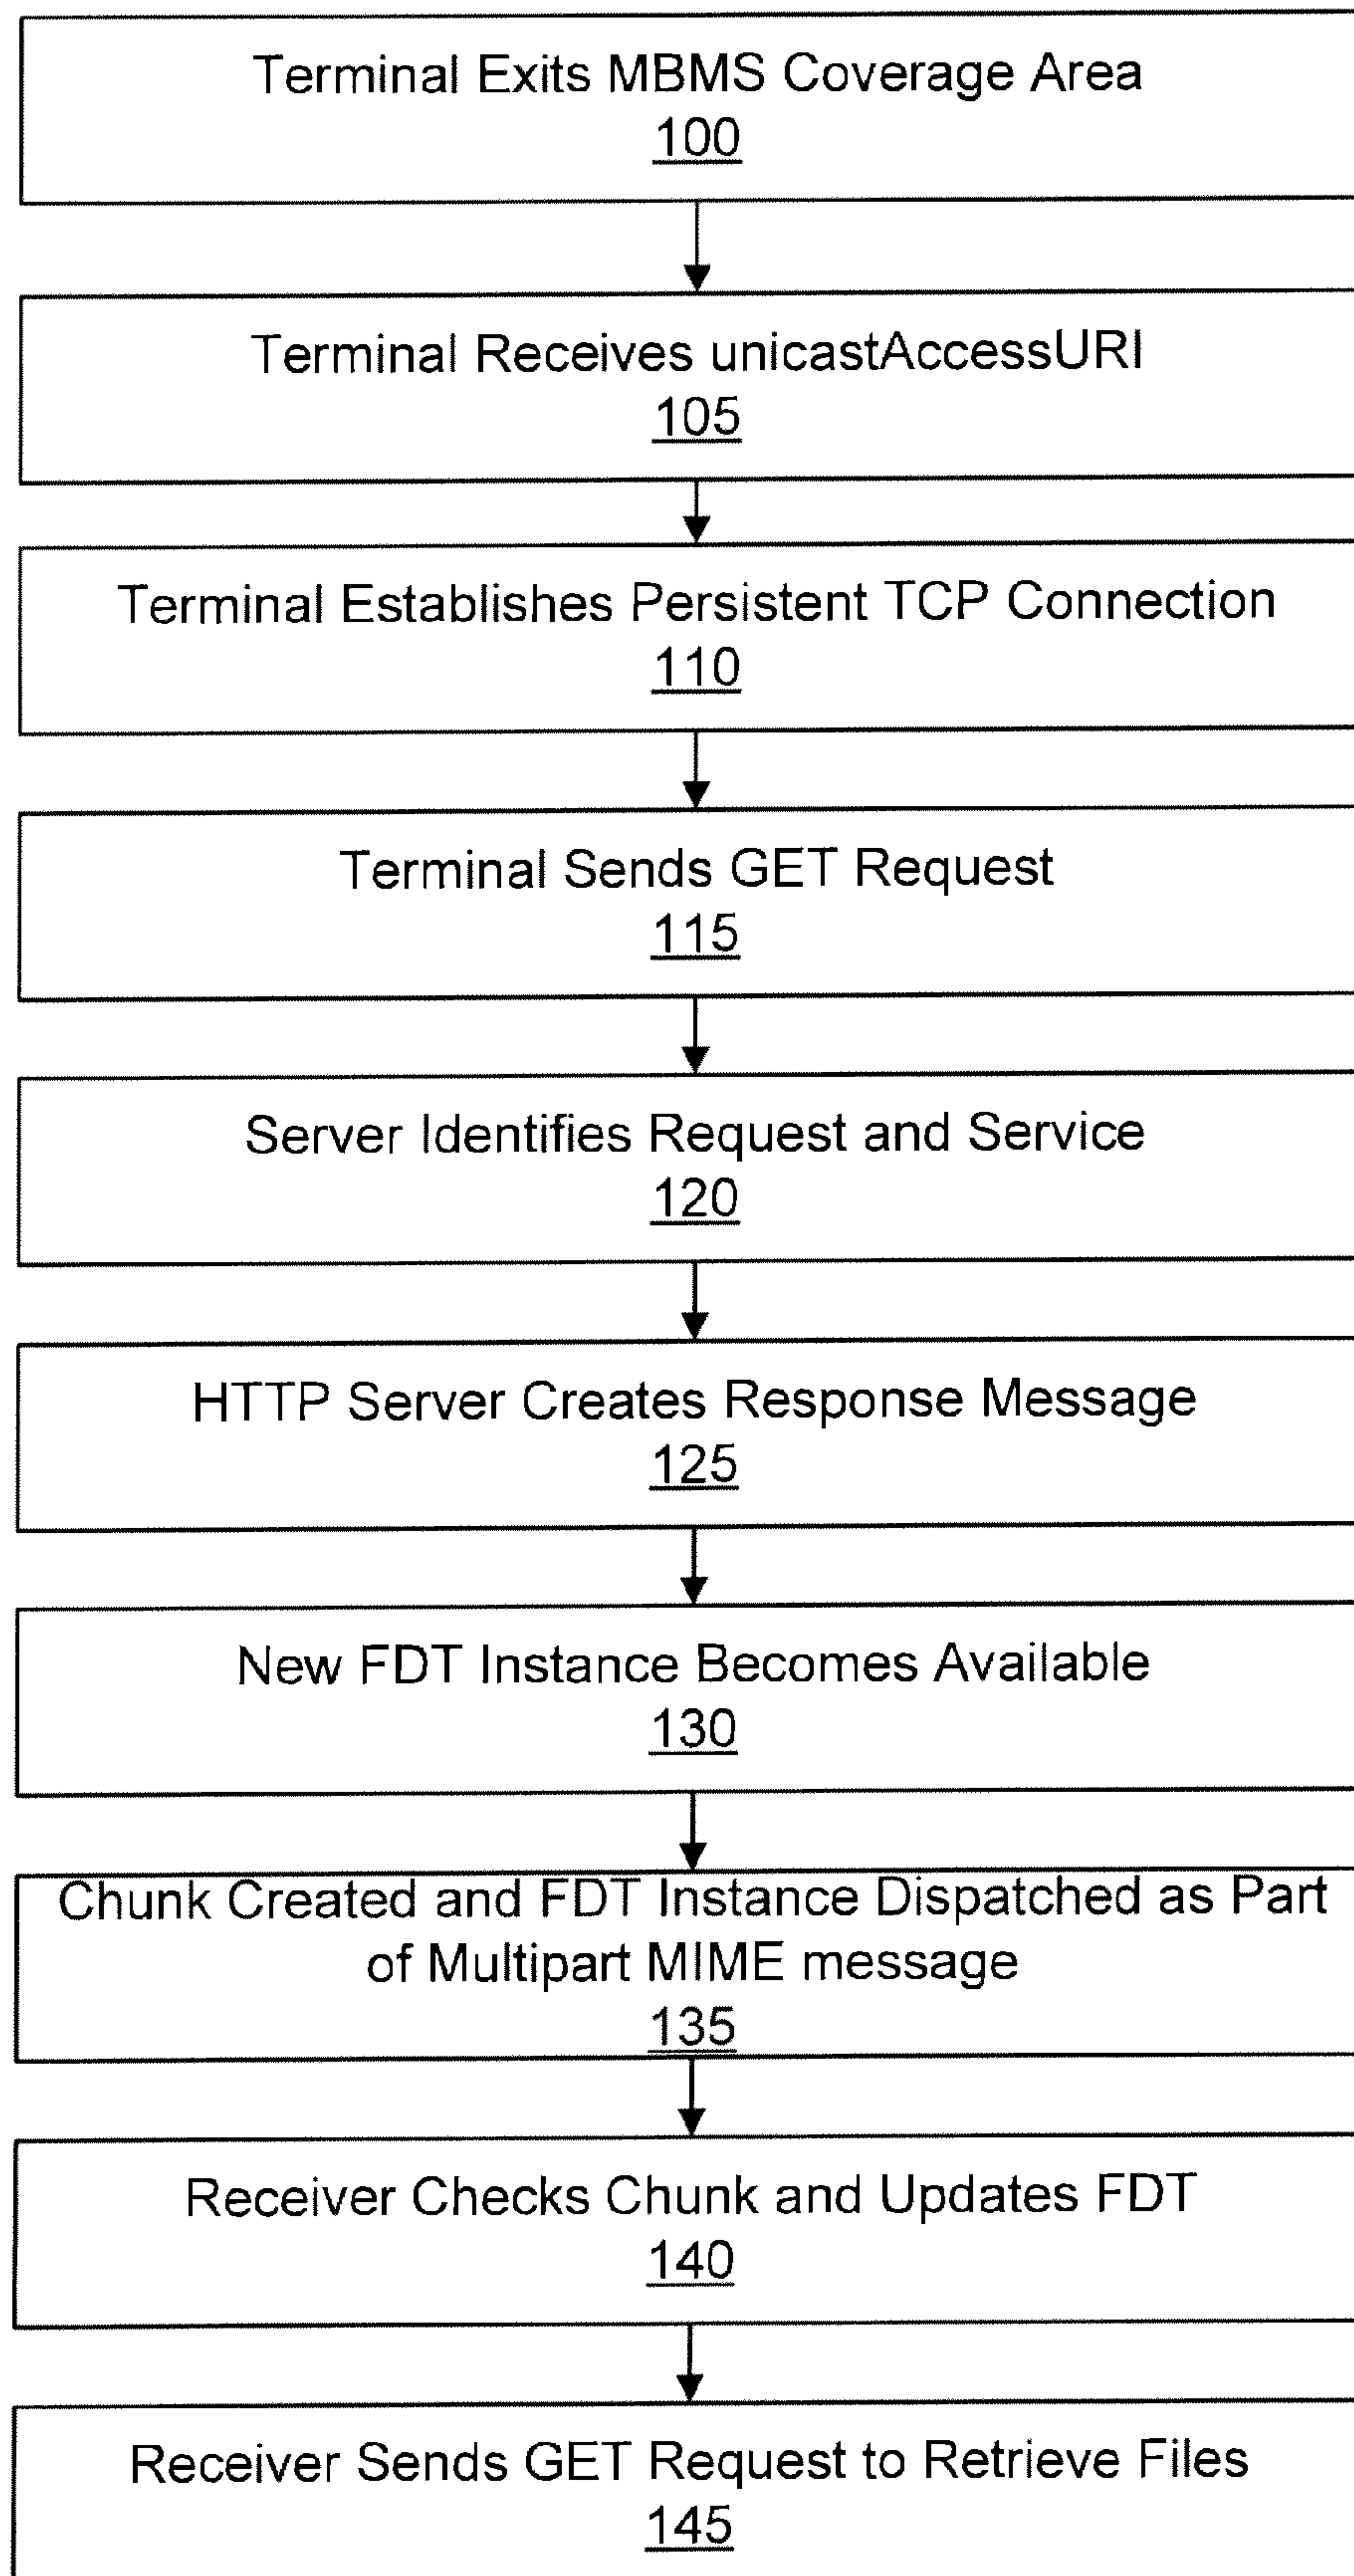 Terminal Exits MBMS Coverage Area
100
Terminal Receives unicastAccessURI
105
Terminal Establishes Persistent TCP Connection
110
Terminal Sends GET Request
115
Server Identifies Request and Service
120
HTTP Server Creates Response Message
125
New FDT Instance Becomes Available
130
Chunk Created and FDT Instance Dispatched as Part
of Multipart MIME message
135
Receiver Checks Chunk and Updates FDT
140
Receiver Sends GET Request to Retrieve Files
145